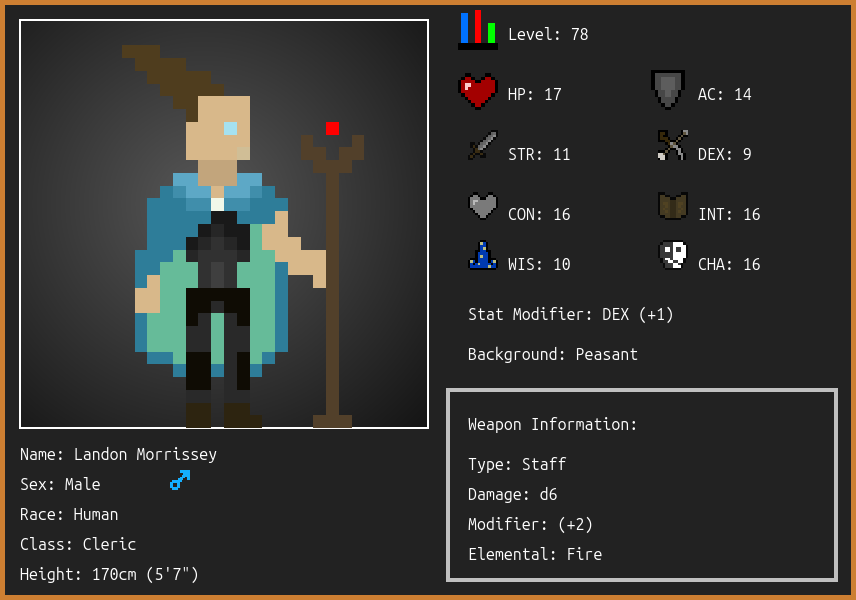 Level: 78
HP: 17
AC: 14
STR: 11
DEX: 9
CON: 16
INT: 16
WIS: 10
CHA: 16
Stat Modifier: DEX (+1)
Background: Peasant
Weapon Information:
Type: Staff
Damage: d6
Modifier: (+2)
Elemental: Fire
Name: Landon Morrissey
Sex: Male
Race: Human
Class: Cleric
Height: 170cm (5'7")